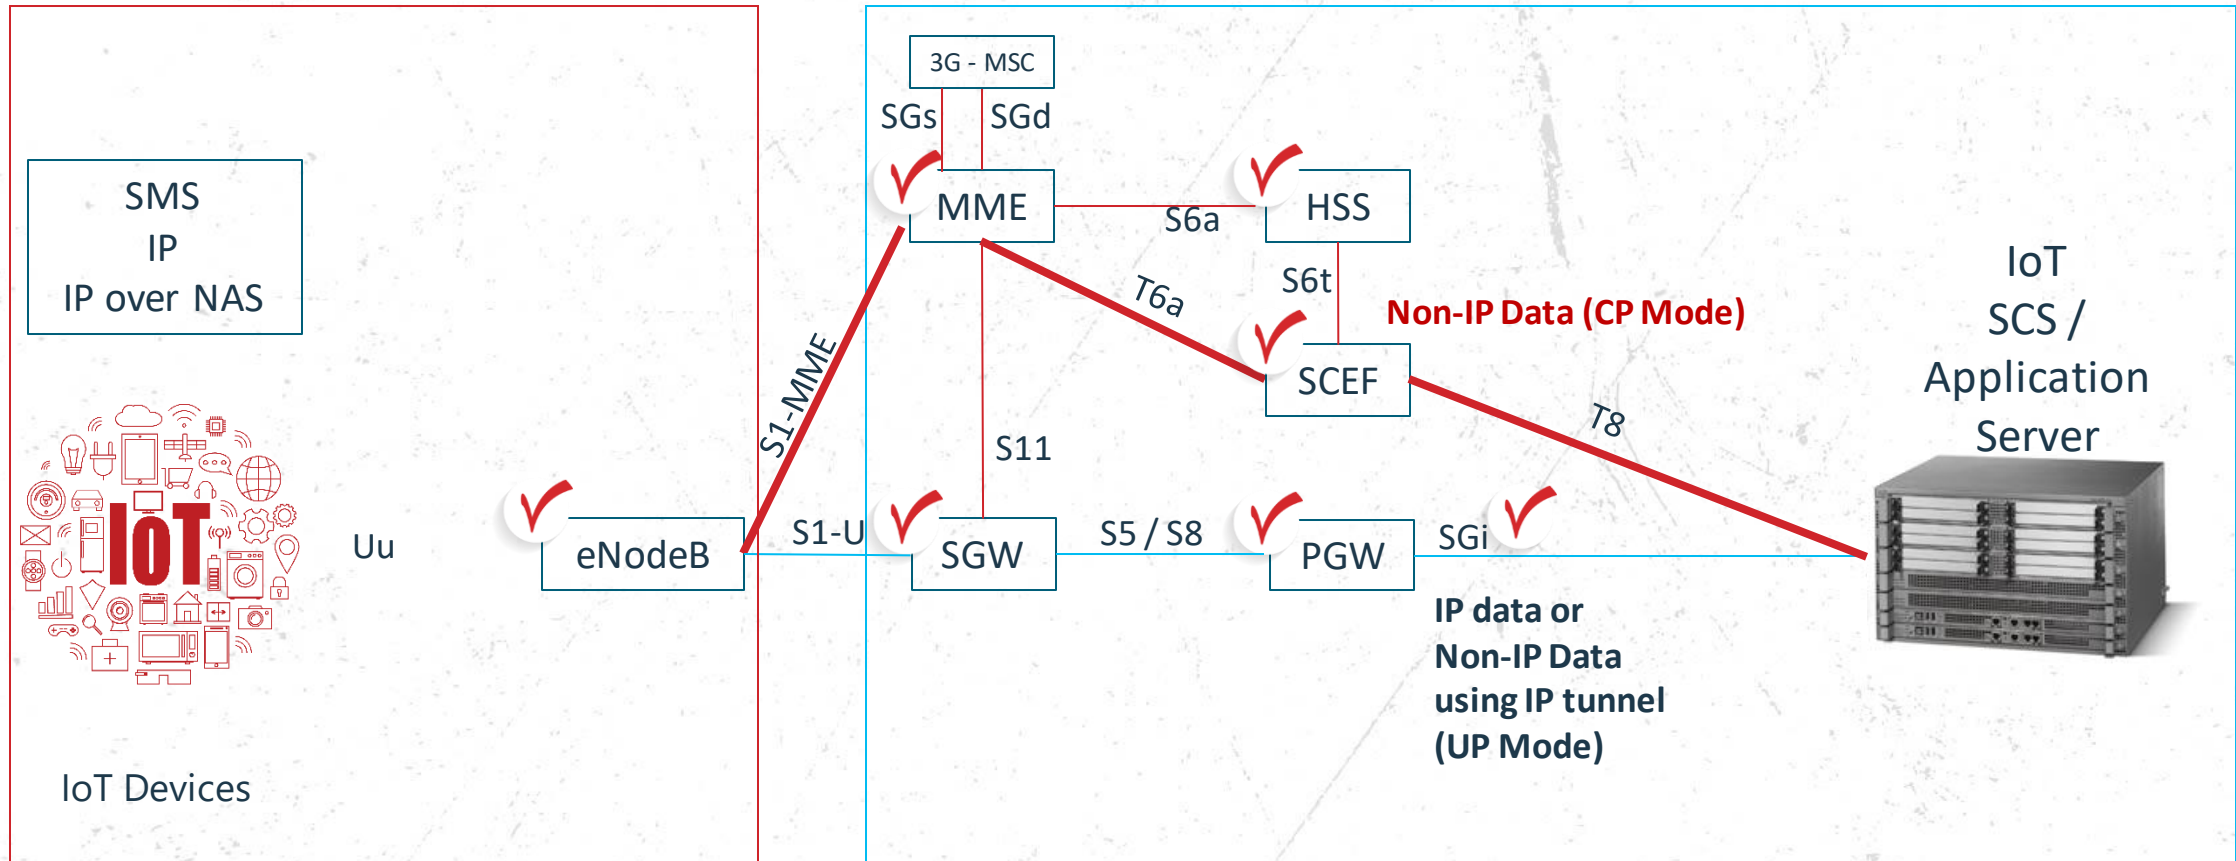 3G - MSC
SGs
SGd
SMS
IP
IP over NAS
MME
S6a
HSS
S6t
T6a
Non-IP Data (CP Mode)
SCEF
IoT
SCS /
Application
Server
S1-MME
T8
S11
IoT
Uu
eNodeB
S1-U
SGW
S5 / S8
PGW
SGi
IP data or
Non-IP Data
using IP tunnel
(UP Mode)
IoT Devices